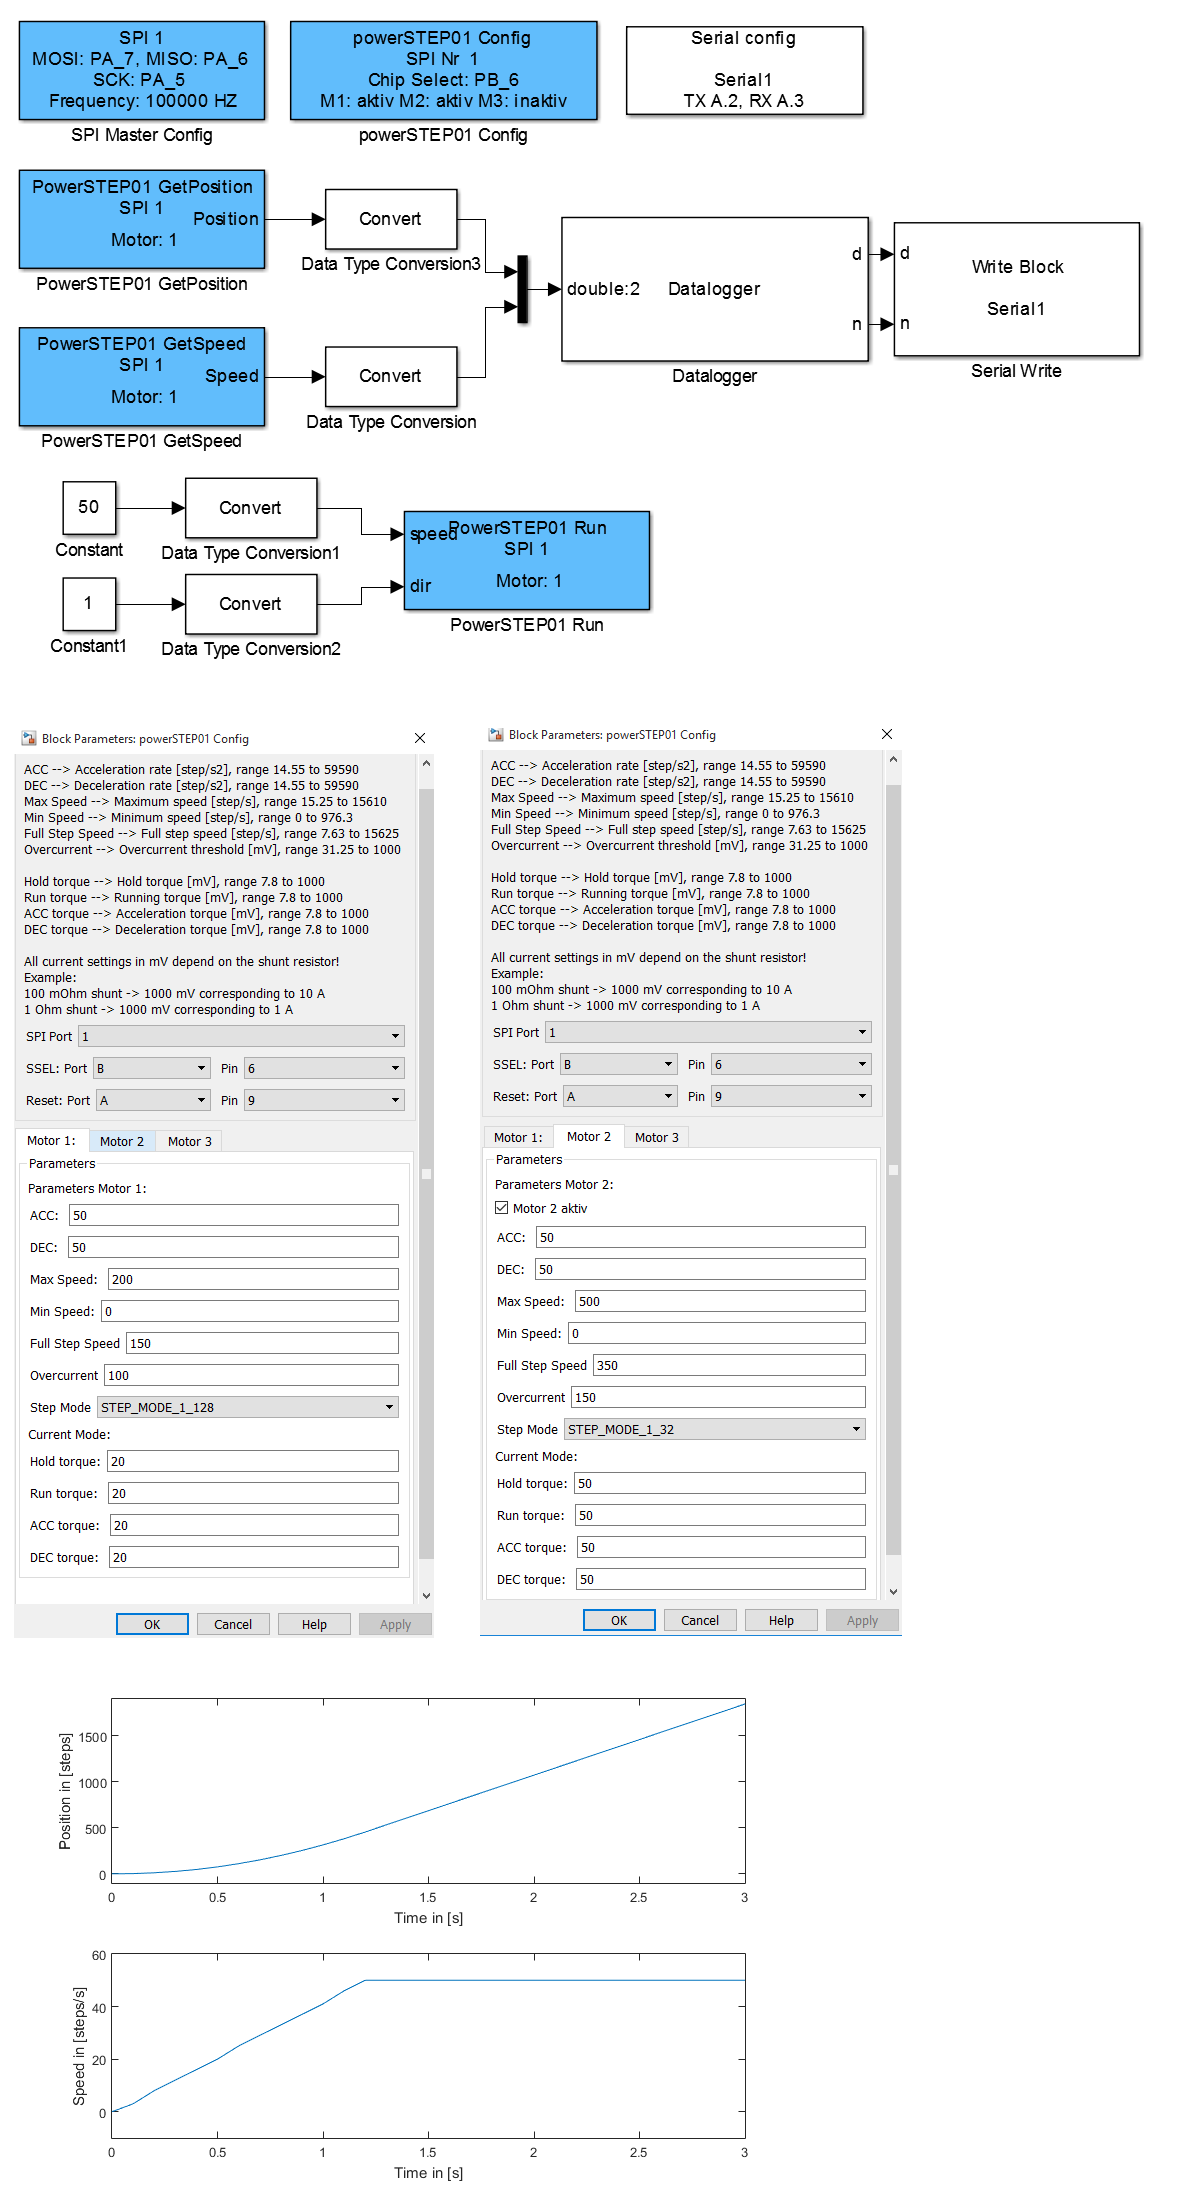 SPI 1
MOSI: PA_7, MISO: PA_6
SCK: PA_5
Frequency: 100000 HZ
SPI Master Config
powerSTEP01 Config
SPI Nr 1
Chip Select: PB_6
M1: aktiv M2: aktiv M3: inaktiv
powerSTEP01 Config
Serial config
Serial1
TX A.2, RX A.3
PowerSTEP01 GetPosition
SPI 1
Position
Motor: 1
PowerSTEP01 GetPosition
Convert
Data Type Conversion3
PowerSTEP01 GetSpeed
SPI 1
Speed
Motor: 1
PowerSTEP01 GetSpeed
Convert
Data Type Conversion
double:2
Datalogger
d
n
Datalogger
d
Write Block
Serial1
n
Serial Write
50
Constant
Convert
Data Type Conversion1
1
Constant1
Convert
Data Type Conversion2
PowerSTEP01 Run
speed
SPI 1
dir
Motor: 1
PowerSTEP01 Run
Block Parameters: powerSTEP01 Config
ACC --> Acceleration rate [step/s2], range 14.55 to 59590
DEC --> Deceleration rate [step/s2], range 14.55 to 59590
Max Speed --> Maximum speed [step/s], range 15.25 to 15610
Min Speed --> Minimum speed [step/s], range 0 to 976.3
Full Step Speed --> Full step speed [step/s], range 7.63 to 15625
Overcurrent --> Overcurrent threshold [mV], range 31.25 to 1000
Hold torque --> Hold torque [mV], range 7.8 to 1000
Run torque --> Running torque [mV], range 7.8 to 1000
ACC torque --> Acceleration torque [mV], range 7.8 to 1000
DEC torque --> Deceleration torque [mV], range 7.8 to 1000
All current settings in mV depend on the shunt resistor!
Example:
100 mOhm shunt -> 1000 mV corresponding to 10 A
1 Ohm shunt -> 1000 mV corresponding to 1 A
SPI Port 1
SSEL: Port B Pin 6
Reset: Port A Pin 9
Motor 1: Motor 2 Motor 3
Parameters
Parameters Motor 1:
ACC: 50
DEC: 50
Max Speed: 200
Min Speed: 0
Full Step Speed 150
Overcurrent 100
Step Mode STEP_MODE_1_128
Current Mode:
Hold torque: 20
Run torque: 20
ACC torque: 20
DEC torque: 20
OK Cancel Help Apply
Block Parameters: powerSTEP01 Config
ACC --> Acceleration rate [step/s2], range 14.55 to 59590
DEC --> Deceleration rate [step/s2], range 14.55 to 59590
Max Speed --> Maximum speed [step/s], range 15.25 to 15610
Min Speed --> Minimum speed [step/s], range 0 to 976.3
Full Step Speed --> Full step speed [step/s], range 7.63 to 15625
Overcurrent --> Overcurrent threshold [mV], range 31.25 to 1000
Hold torque --> Hold torque [mV], range 7.8 to 1000
Run torque --> Running torque [mV], range 7.8 to 1000
ACC torque --> Acceleration torque [mV], range 7.8 to 1000
DEC torque --> Deceleration torque [mV], range 7.8 to 1000
All current settings in mV depend on the shunt resistor!
Example:
100 mOhm shunt -> 1000 mV corresponding to 10 A
1 Ohm shunt -> 1000 mV corresponding to 1 A
SPI Port 1
SSEL: Port B Pin 6
Reset: Port A Pin 9
Motor 1: Motor 2 Motor 3
Parameters
Parameters Motor 2:
Motor 2 aktiv
ACC: 50
DEC: 50
Max Speed: 500
Min Speed: 0
Full Step Speed 350
Overcurrent 150
Step Mode STEP_MODE_1_32
Current Mode:
Hold torque: 50
Run torque: 50
ACC torque: 50
DEC torque: 50
OK Cancel Help Apply
Position in [steps]
1500
1000
500
0
0 0.5 1 1.5 2 2.5 3
Time in [s]
Speed in [steps/s]
60
40
20
0
0 0.5 1 1.5 2 2.5 3
Time in [s]